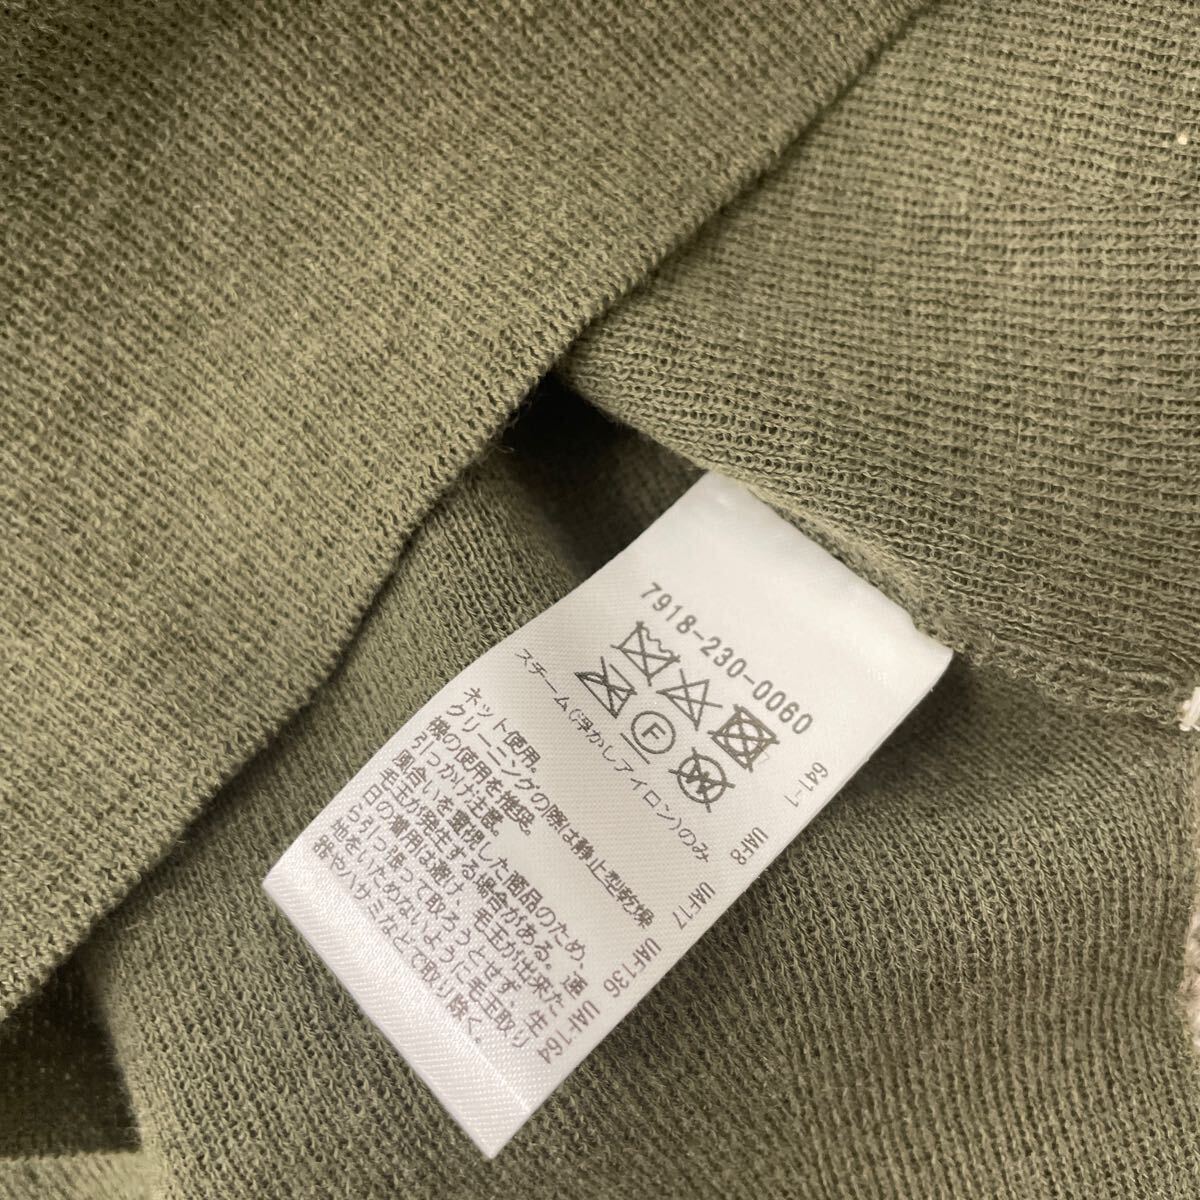 7918-230-0060
F
W
スチーム(浮かしアイロン)のみ
ネット使用。
クリーニングの際は静止型乾燥
機の使用を推奨。
引っかけ注意。
風合いを重視した商品のため、
毛玉が発生する場合がある。連
日の着用は避け、毛玉が出来た
ら引っ張って取ろうとせず、生
地をいためないように毛玉取り
器やハサミなどで取り除く。
641-1 UAF8 UAF17 UAF136 UAF164